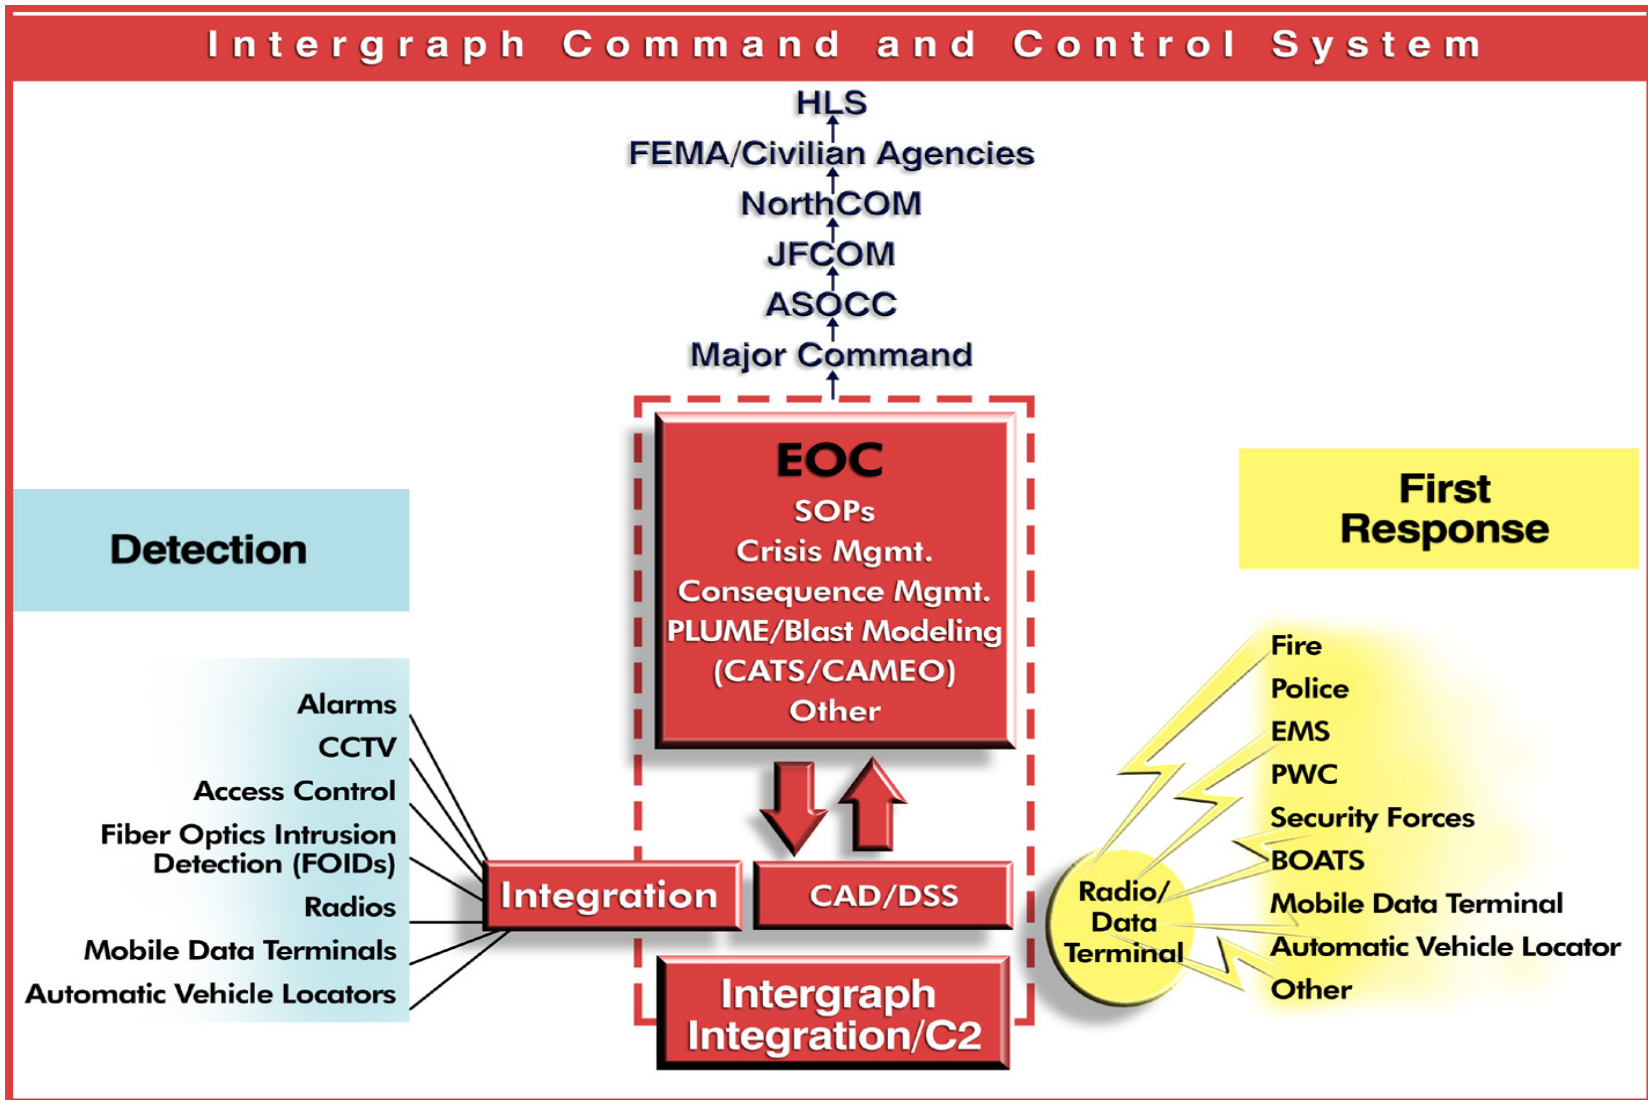 Intergraph Command and Control System
HLS
FEMA/Civilian Agencies
NorthCOM
JFCOM
ASOCC
Major Command
EOC
SOPs
Crisis Mgmt.
Consequence Mgmt.
PLUME/Blast Modeling
(CATS/CAMEO)
Other
Detection
Alarms
CCTV
Access Control
Fiber Optics Intrusion
Detection (FOIDs)
Radios
Mobile Data Terminals
Automatic Vehicle Locators
Integration
CAD/DSS
Intergraph
Integration/C2
First
Response
Radio/
Data
Terminal
Fire
Police
EMS
PWC
Security Forces
BOATS
Mobile Data Terminal
Automatic Vehicle Locator
Other